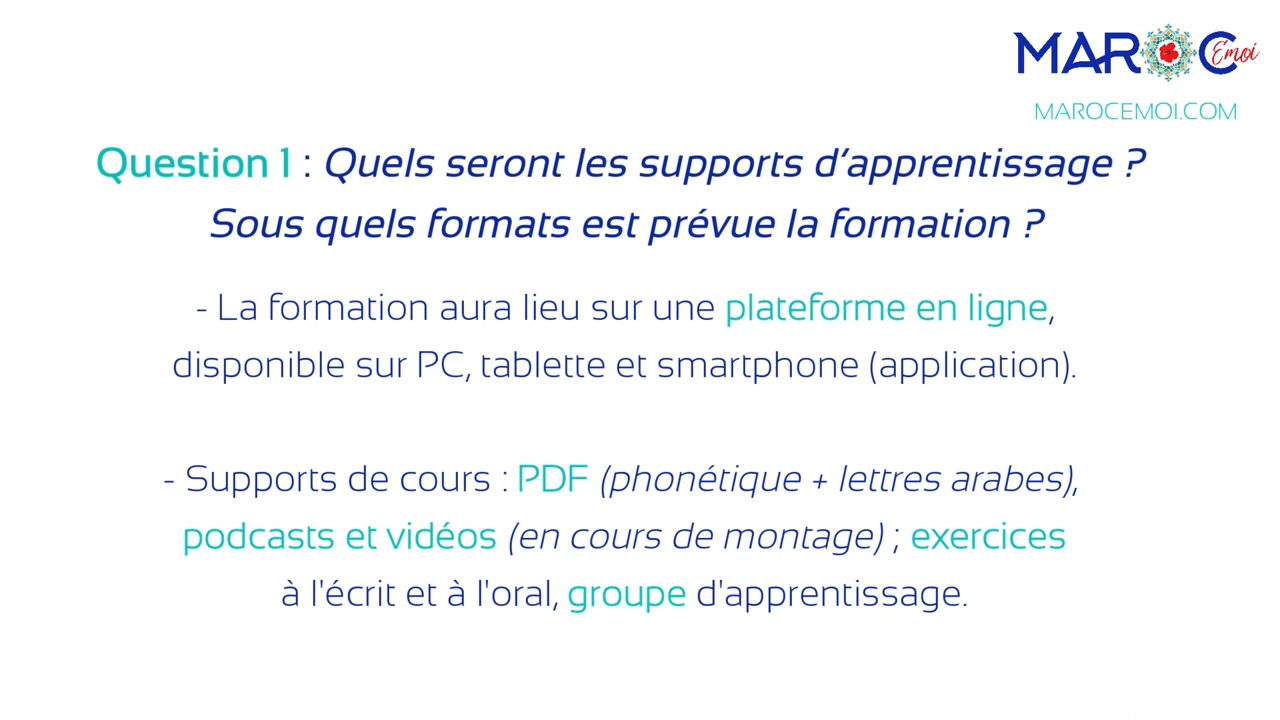 MAROC Emoi
MAROCEMOI.COM
Question 1 : Quels seront les supports d’apprentissage ?
Sous quels formats est prévue la formation ?
- La formation aura lieu sur une plateforme en ligne,
disponible sur PC, tablette et smartphone (application).
- Supports de cours : PDF (phonétique + lettres arabes),
podcasts et vidéos (en cours de montage) ; exercices
à l'écrit et à l'oral, groupe d'apprentissage.